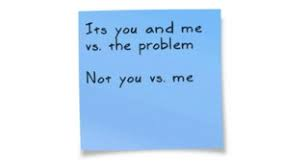 Its you and me
vs. the problem
Not you vs. me